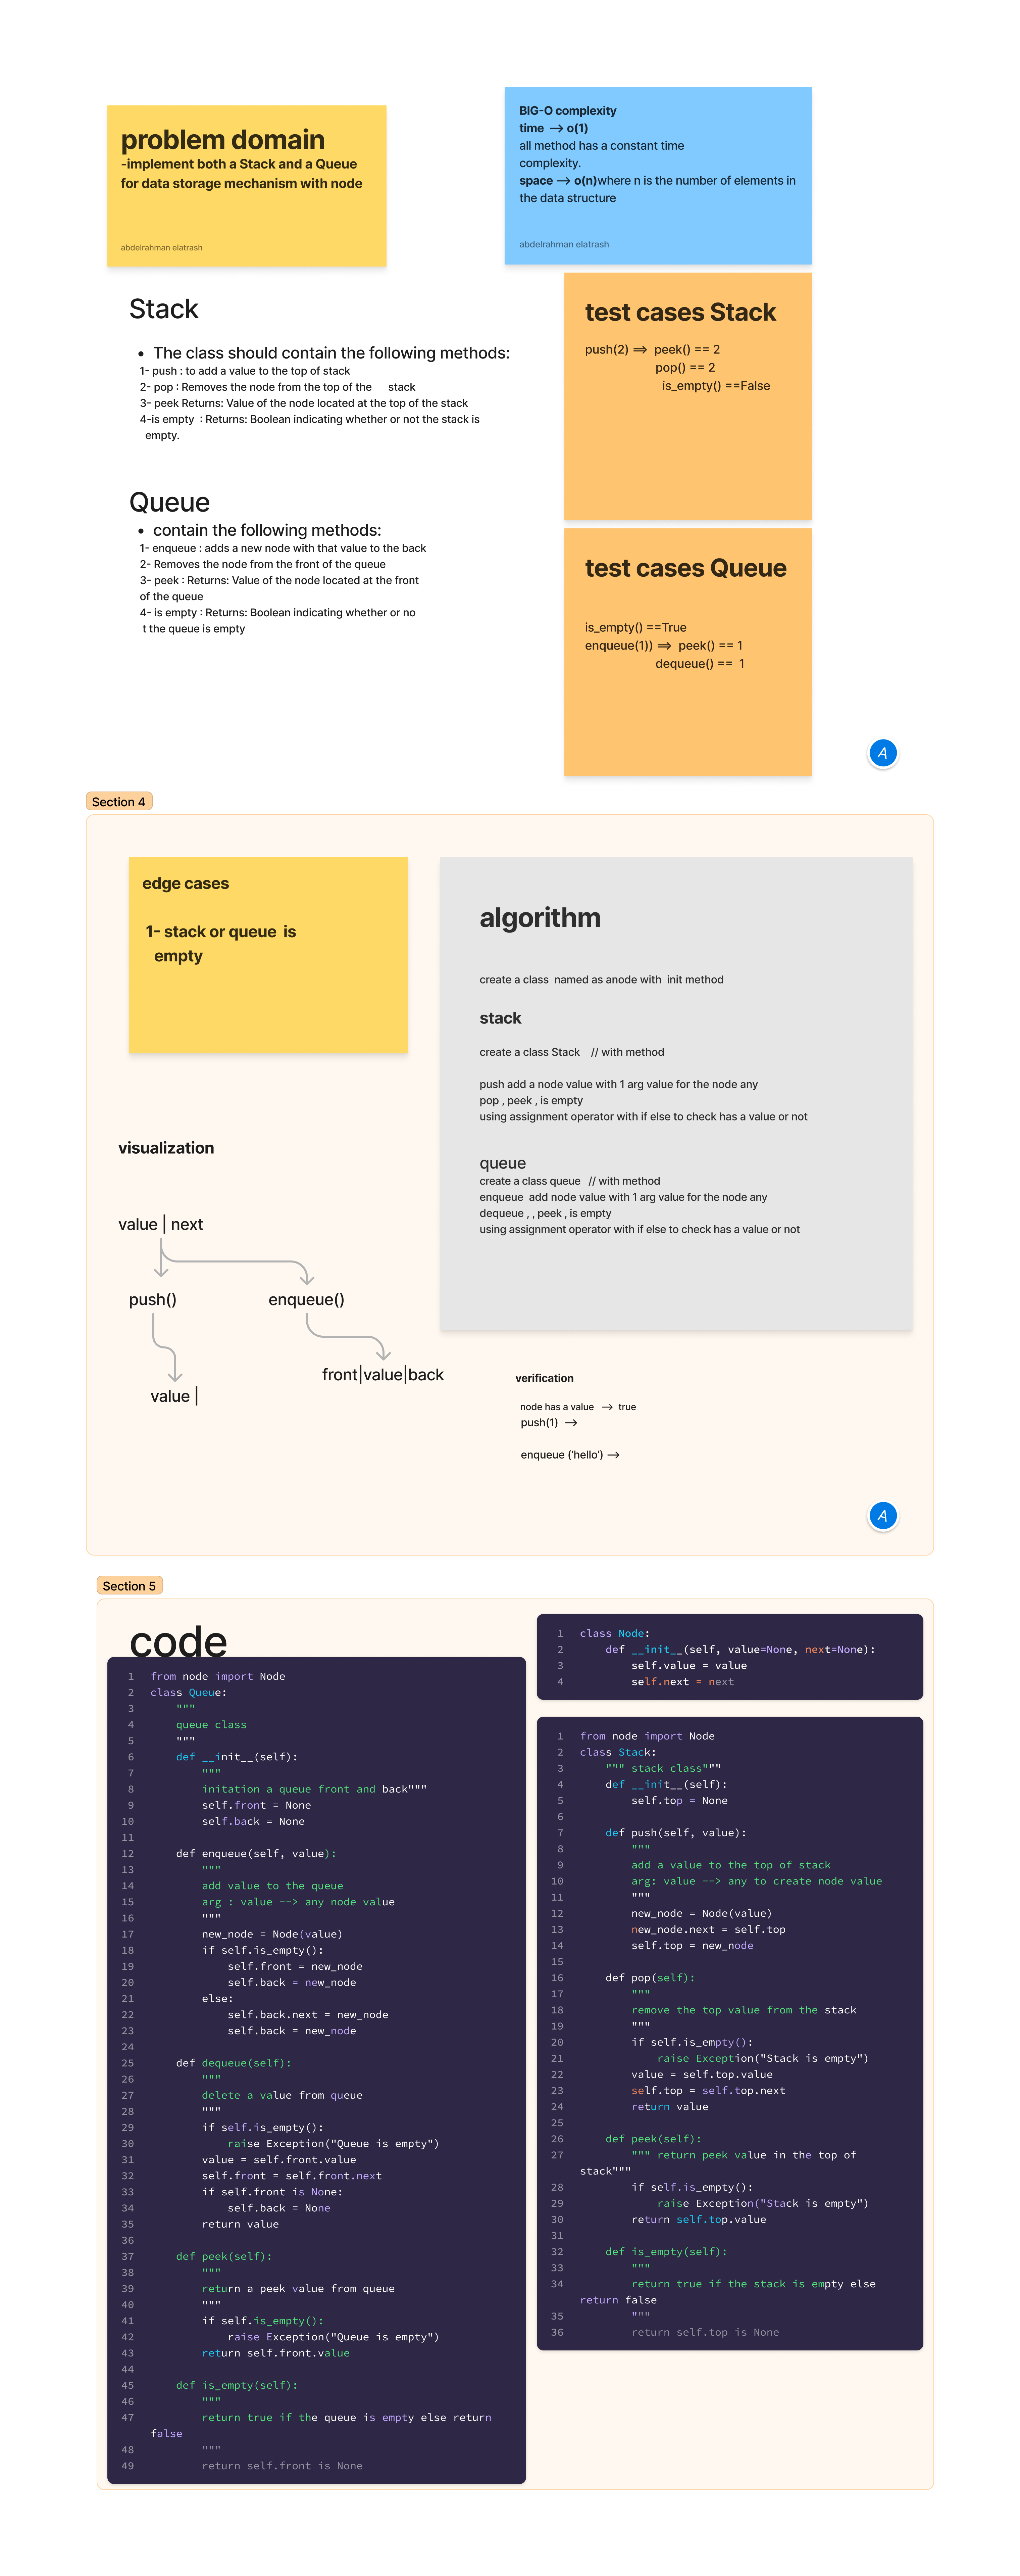 problem domain
-implement both a Stack and a Queue
for data storage mechanism with node
abdelrahman elatrash
BIG-O complexity
time --> o(1)
all method has a constant time
complexity.
space --> o(n)where n is the number of elements in
the data structure
abdelrahman elatrash
Stack
• The class should contain the following methods:
1- push : to add a value to the top of stack
2- pop : Removes the node from the top of the stack
3- peek Returns: Value of the node located at the top of the stack
4-is empty : Returns: Boolean indicating whether or not the stack is
empty.
Queue
• contain the following methods:
1- enqueue : adds a new node with that value to the back
2- Removes the node from the front of the queue
3- peek : Returns: Value of the node located at the front
of the queue
4- is empty : Returns: Boolean indicating whether or no
t the queue is empty
test cases Stack
push(2) ==> peek() == 2
pop() == 2
is_empty() ==False
test cases Queue
is_empty() ==True
enqueue(1)) ==> peek() == 1
dequeue() == 1
A
Section 4
edge cases
1- stack or queue is
empty
algorithm
create a class named as anode with init method
stack
create a class Stack // with method
push add a node value with 1 arg value for the node any
pop , peek , is empty
using assignment operator with if else to check has a value or not
queue
create a class queue // with method
enqueue add node value with 1 arg value for the node any
dequeue , , peek , is empty
using assignment operator with if else to check has a value or not
visualization
value | next
push()
enqueue()
value |
front|value|back
verification
node has a value --> true
push(1) -->
enqueue ('hello') -->
A
Section 5
code
1 from node import Node
2 class Queue:
3 """
4 queue class
5 """
6 def __init__(self):
7 """
8 initation a queue front and back"""
9 self.front = None
10 self.back = None
11
12 def enqueue(self, value):
13 """
14 add value to the queue
15 arg : value --> any node value
16 """
17 new_node = Node(value)
18 if self.is_empty():
19 self.front = new_node
20 self.back = new_node
21 else:
22 self.back.next = new_node
23 self.back = new_node
24
25 def dequeue(self):
26 """
27 delete a value from queue
28 """
29 if self.is_empty():
30 raise Exception("Queue is empty")
31 value = self.front.value
32 self.front = self.front.next
33 if self.front is None:
34 self.back = None
35 return value
36
37 def peek(self):
38 """
39 return a peek value from queue
40 """
41 if self.is_empty():
42 raise Exception("Queue is empty")
43 return self.front.value
44
45 def is_empty(self):
46 """
47 return true if the queue is empty else return
false
48 """
49 return self.front is None
1 class Node:
2 def __init__(self, value=None, next=None):
3 self.value = value
4 self.next = next
1 from node import Node
2 class Stack:
3 """ stack class"""
4 def __init__(self):
5 self.top = None
6
7 def push(self, value):
8 """
9 add a value to the top of stack
10 arg: value --> any to create node value
11 """
12 new_node = Node(value)
13 new_node.next = self.top
14 self.top = new_node
15
16 def pop(self):
17 """
18 remove the top value from the stack
19 """
20 if self.is_empty():
21 raise Exception("Stack is empty")
22 value = self.top.value
23 self.top = self.top.next
24 return value
25
26 def peek(self):
27 """ return peek value in the top of
stack"""
28 if self.is_empty():
29 raise Exception("Stack is empty")
30 return self.top.value
31
32 def is_empty(self):
33 """
34 return true if the stack is empty else
return false
35 """
36 return self.top is None